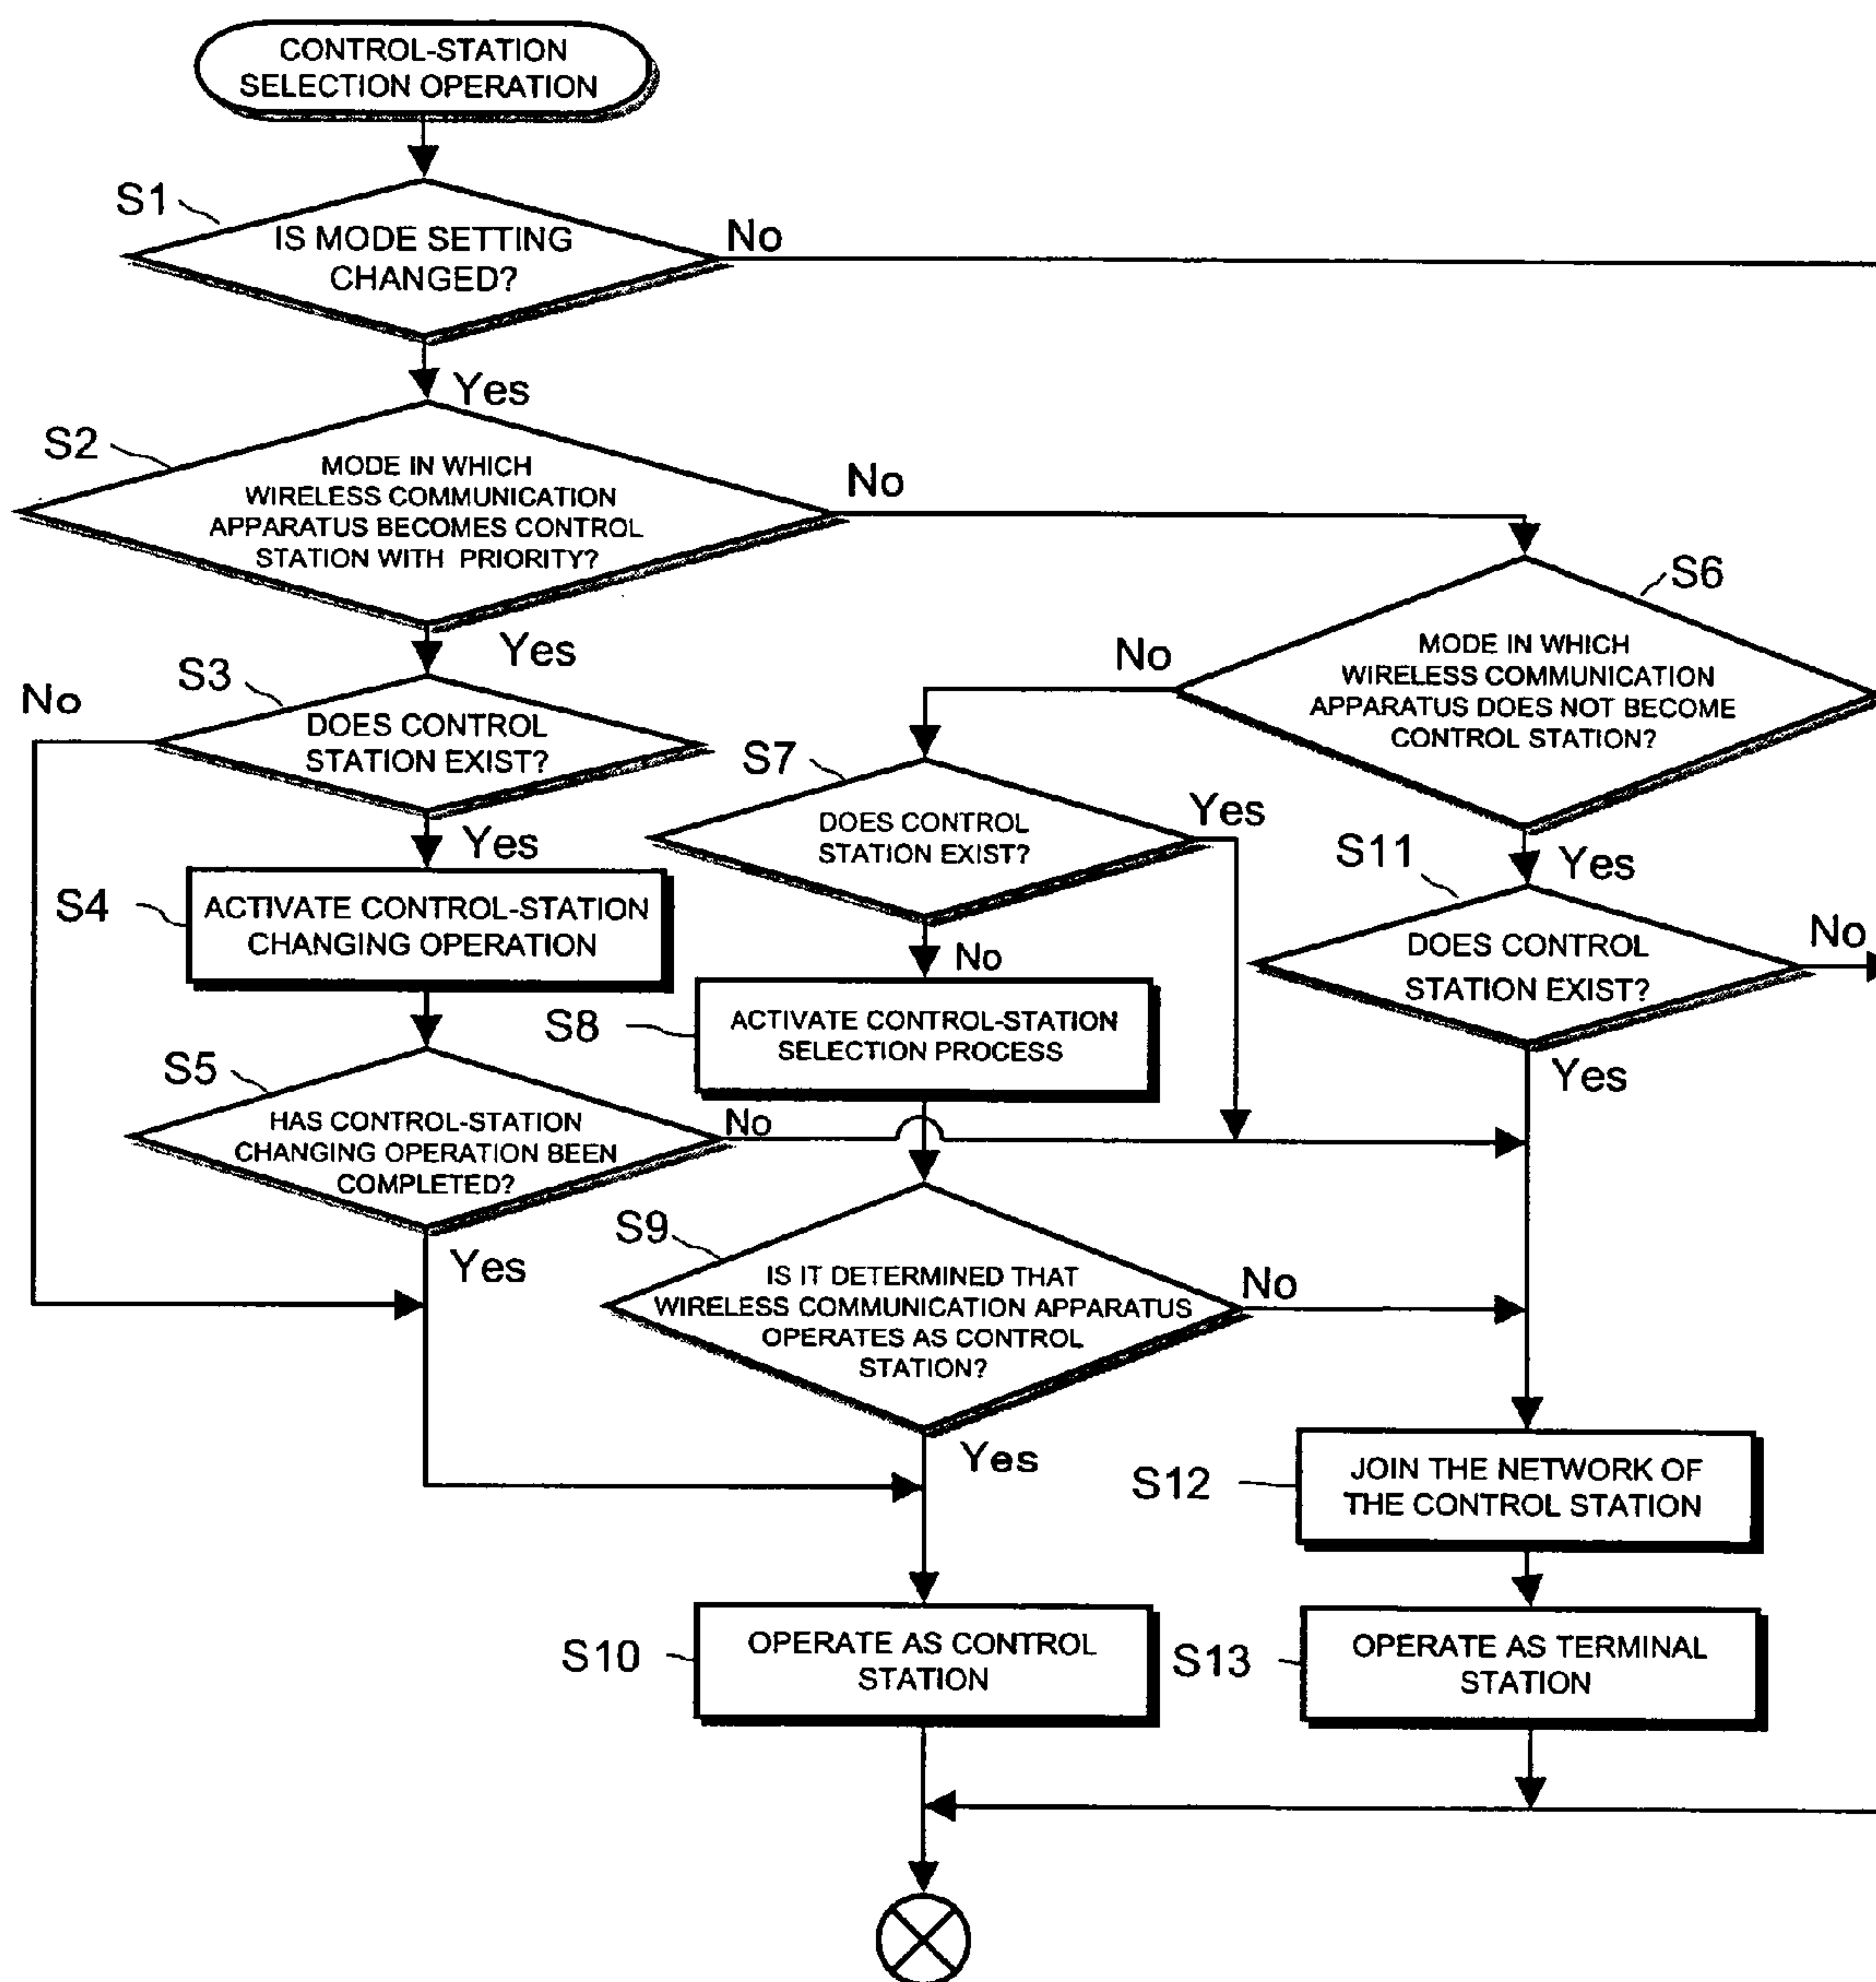 CONTROL-STATION
SELECTION OPERATION
S1
IS MODE SETTING
CHANGED?
No
Yes
S2
MODE IN WHICH
WIRELESS COMMUNICATION
APPARATUS BECOMES CONTROL
STATION WITH PRIORITY?
No
Yes
S3
No
DOES CONTROL
STATION EXIST?
Yes
S4
ACTIVATE CONTROL-STATION
CHANGING OPERATION
S5
HAS CONTROL-STATION
CHANGING OPERATION BEEN
COMPLETED?
No
Yes
S6
MODE IN WHICH
WIRELESS COMMUNICATION
APPARATUS DOES NOT BECOME
CONTROL STATION?
No
Yes
S7
DOES CONTROL
STATION EXIST?
Yes
No
S8
ACTIVATE CONTROL-STATION
SELECTION PROCESS
S9
IS IT DETERMINED THAT
WIRELESS COMMUNICATION APPARATUS
OPERATES AS CONTROL
STATION?
No
Yes
S10
OPERATE AS CONTROL
STATION
S11
DOES CONTROL
STATION EXIST?
No
Yes
S12
JOIN THE NETWORK OF
THE CONTROL STATION
S13
OPERATE AS TERMINAL
STATION